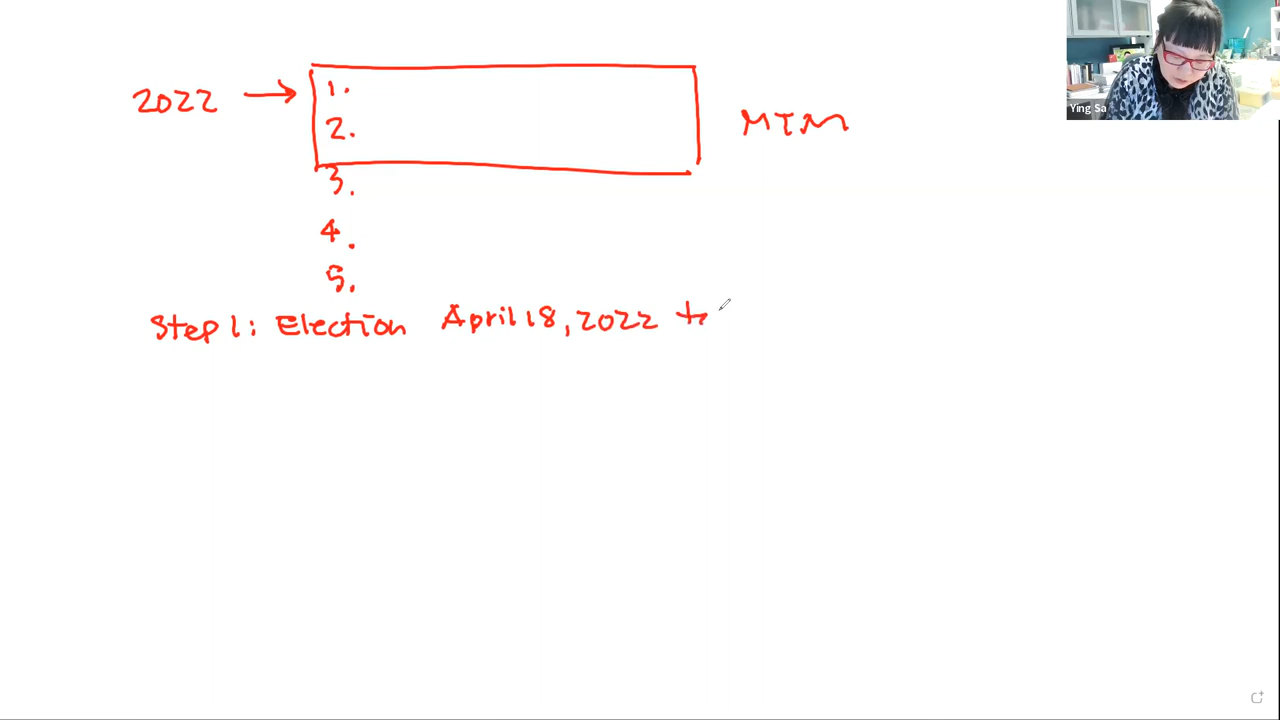 2022 → 1.
2. MTM
3.
4.
5.
Step 1: Election April 18, 2022 to
Ying Sa